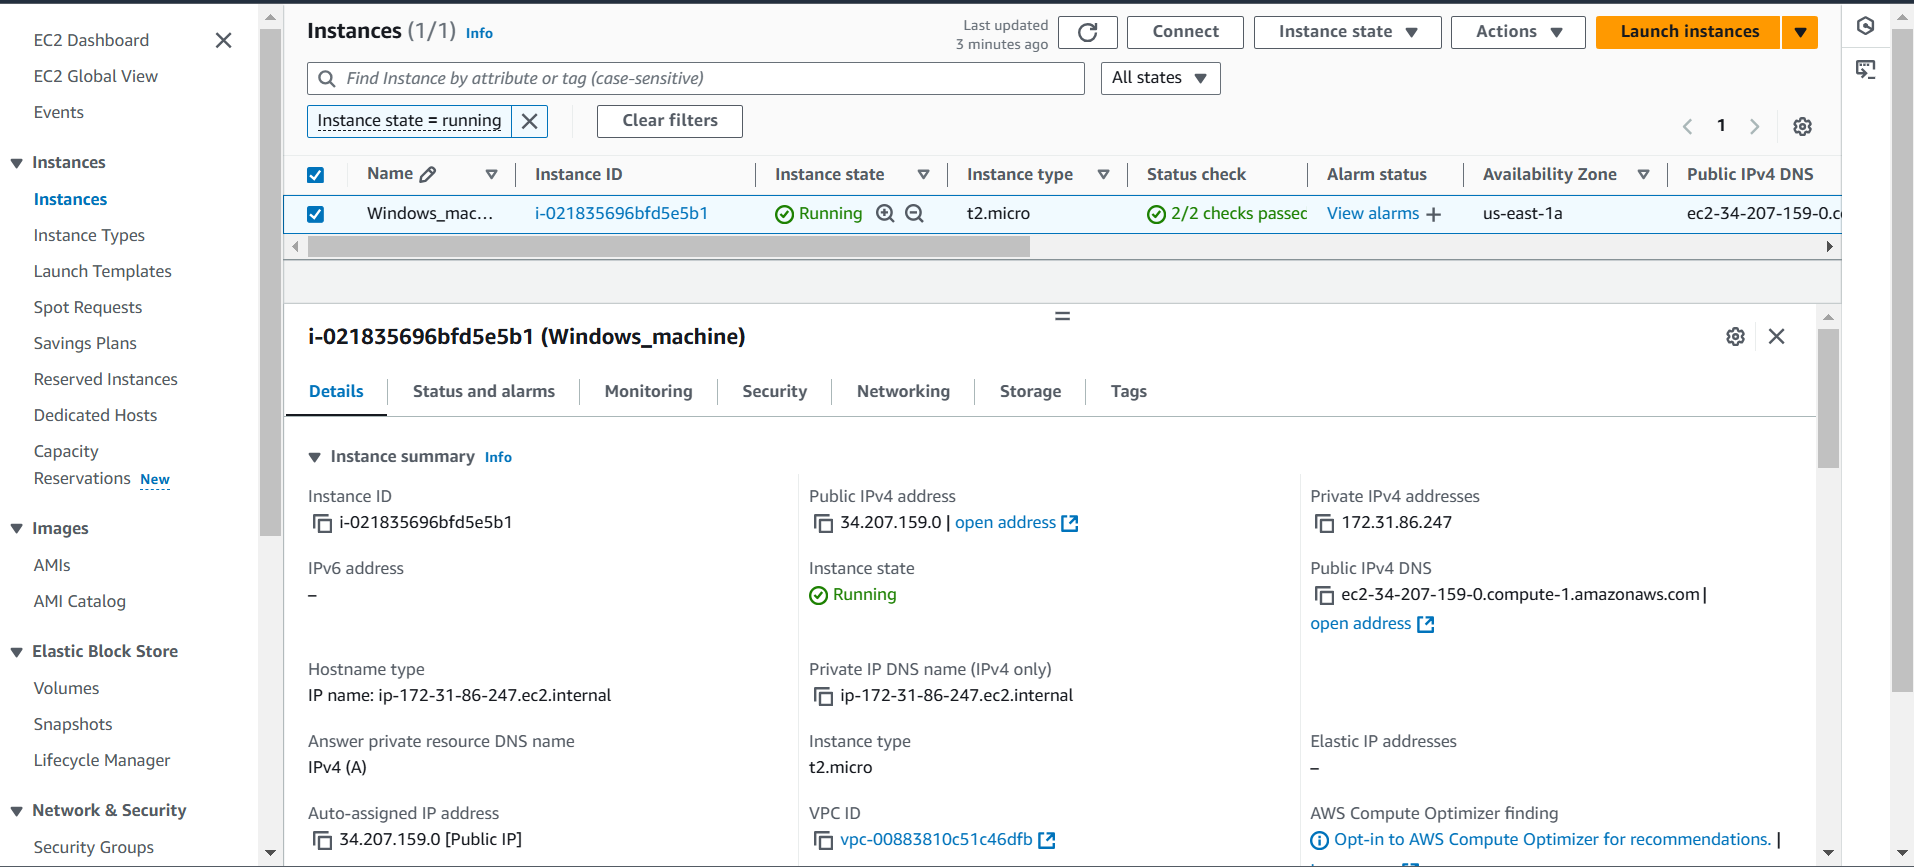 EC2 Dashboard
EC2 Global View
Events
Instances
Instances
Instance Types
Launch Templates
Spot Requests
Savings Plans
Reserved Instances
Dedicated Hosts
Capacity
Reservations New
Images
AMIs
AMI Catalog
Elastic Block Store
Volumes
Snapshots
Lifecycle Manager
Network & Security
Security Groups
Instances (1/1) Info
Last updated
3 minutes ago
Connect
Instance state
Actions
Launch instances
Find Instance by attribute or tag (case-sensitive)
All states
Instance state = running
Clear filters
1
Name Instance ID Instance state Instance type Status check Alarm status Availability Zone Public IPv4 DNS
Windows_mac... i-021835696bfd5e5b1 Running t2.micro 2/2 checks passed View alarms + us-east-1a ec2-34-207-159-0.c
i-021835696bfd5e5b1 (Windows_machine)
Details Status and alarms Monitoring Security Networking Storage Tags
Instance summary Info
Instance ID
i-021835696bfd5e5b1
Public IPv4 address
34.207.159.0 | open address
Private IPv4 addresses
172.31.86.247
IPv6 address
–
Instance state
Running
Public IPv4 DNS
ec2-34-207-159-0.compute-1.amazonaws.com |
open address
Hostname type
IP name: ip-172-31-86-247.ec2.internal
Private IP DNS name (IPv4 only)
ip-172-31-86-247.ec2.internal
Answer private resource DNS name
IPv4 (A)
Instance type
t2.micro
Elastic IP addresses
–
Auto-assigned IP address
34.207.159.0 [Public IP]
VPC ID
vpc-00883810c51c46dfb
AWS Compute Optimizer finding
Opt-in to AWS Compute Optimizer for recommendations. |